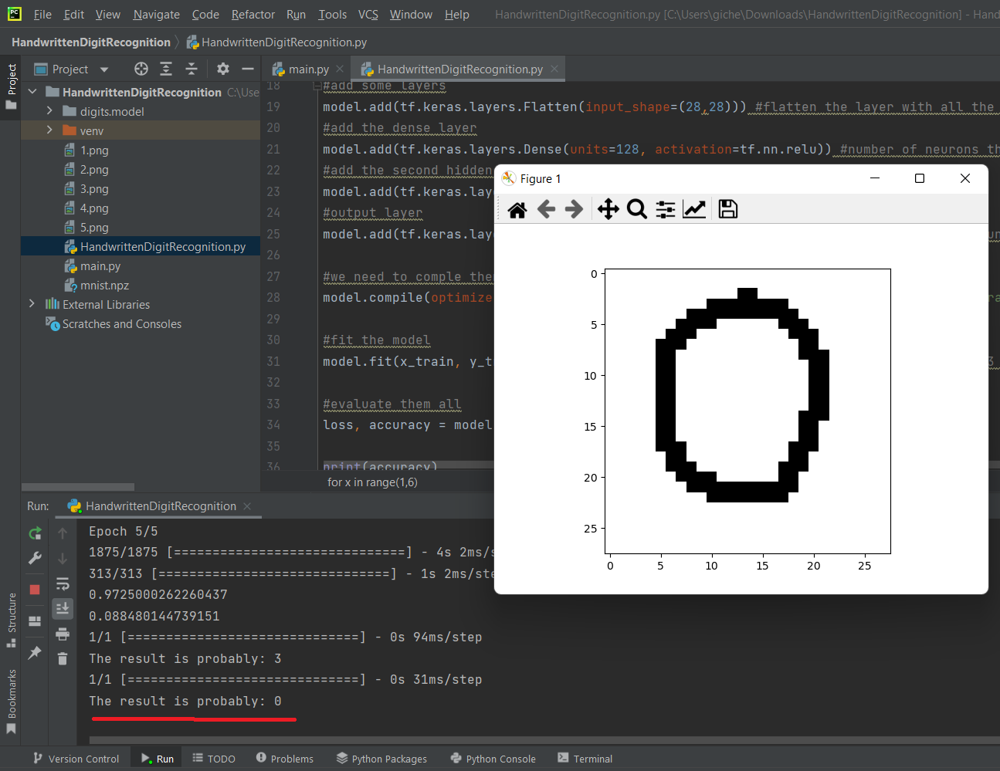 File Edit View Navigate Code Refactor Run Tools VCS Window Help HandwrittenDigitRecognition.py [C:\Users\giche\Downloads\HandwrittenDigitRecognition] - Hand
HandwrittenDigitRecognition HandwrittenDigitRecognition.py
Project
Project
main.py HandwrittenDigitRecognition.py
HandwrittenDigitRecognition C:\Use
digits.model
venv
1.png
2.png
3.png
4.png
5.png
HandwrittenDigitRecognition.py
main.py
mnist.npz
External Libraries
Scratches and Consoles
18 #add some layers
19 model.add(tf.keras.layers.Flatten(input_shape=(28,28))) #flatten the layer with all the
20 #add the dense layer
21 model.add(tf.keras.layers.Dense(units=128, activation=tf.nn.relu)) #number of neurons th
22 #add the second hidden
23 model.add(tf.keras.lay
24 #output layer
25 model.add(tf.keras.lay
26
27 #we need to comple the
28 model.compile(optimize
29
30 #fit the model
31 model.fit(x_train, y_t
32
33 #evaluate them all
34 loss, accuracy = model
35
36 print(accuracy)
for x in range(1,6)
Figure 1
0
5
10
15
20
25
0 5 10 15 20 25
Run: HandwrittenDigitRecognition
Epoch 5/5
1875/1875 [==============================] - 4s 2ms/s
313/313 [==============================] - 1s 2ms/ste
0.9725000262260437
0.088480144739151
1/1 [==============================] - 0s 94ms/step
The result is probably: 3
1/1 [==============================] - 0s 31ms/step
The result is probably: 0
Structure
Bookmarks
Version Control Run TODO Problems Python Packages Python Console Terminal